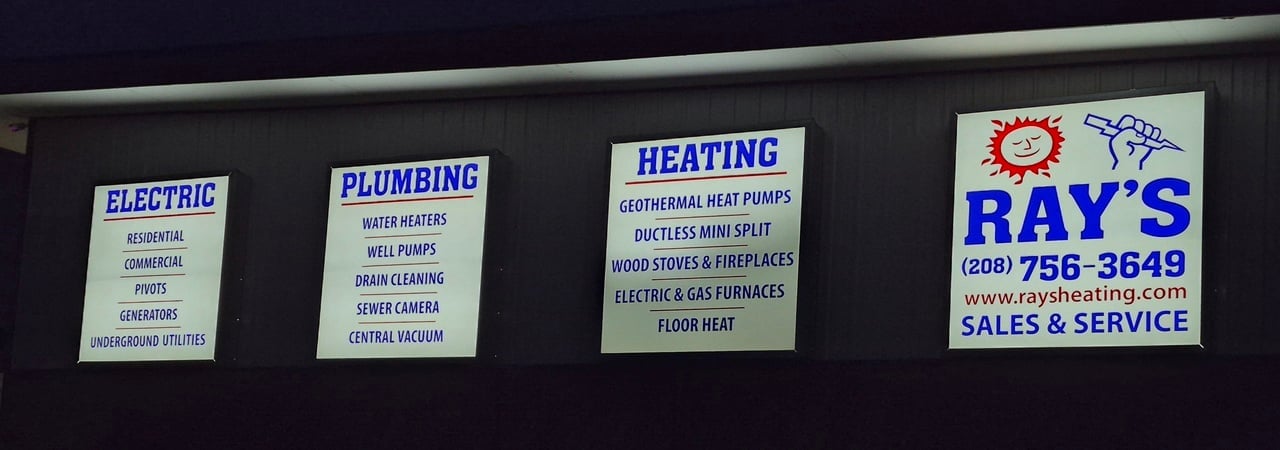 ELECTRIC
RESIDENTIAL
COMMERCIAL
PIVOTS
GENERATORS
UNDERGROUND UTILITIES
PLUMBING
WATER HEATERS
WELL PUMPS
DRAIN CLEANING
SEWER CAMERA
CENTRAL VACUUM
HEATING
GEOTHERMAL HEAT PUMPS
DUCTLESS MINI SPLIT
WOOD STOVES & FIREPLACES
ELECTRIC & GAS FURNACES
FLOOR HEAT
RAY'S
(208) 756-3649
www.raysheating.com
SALES & SERVICE